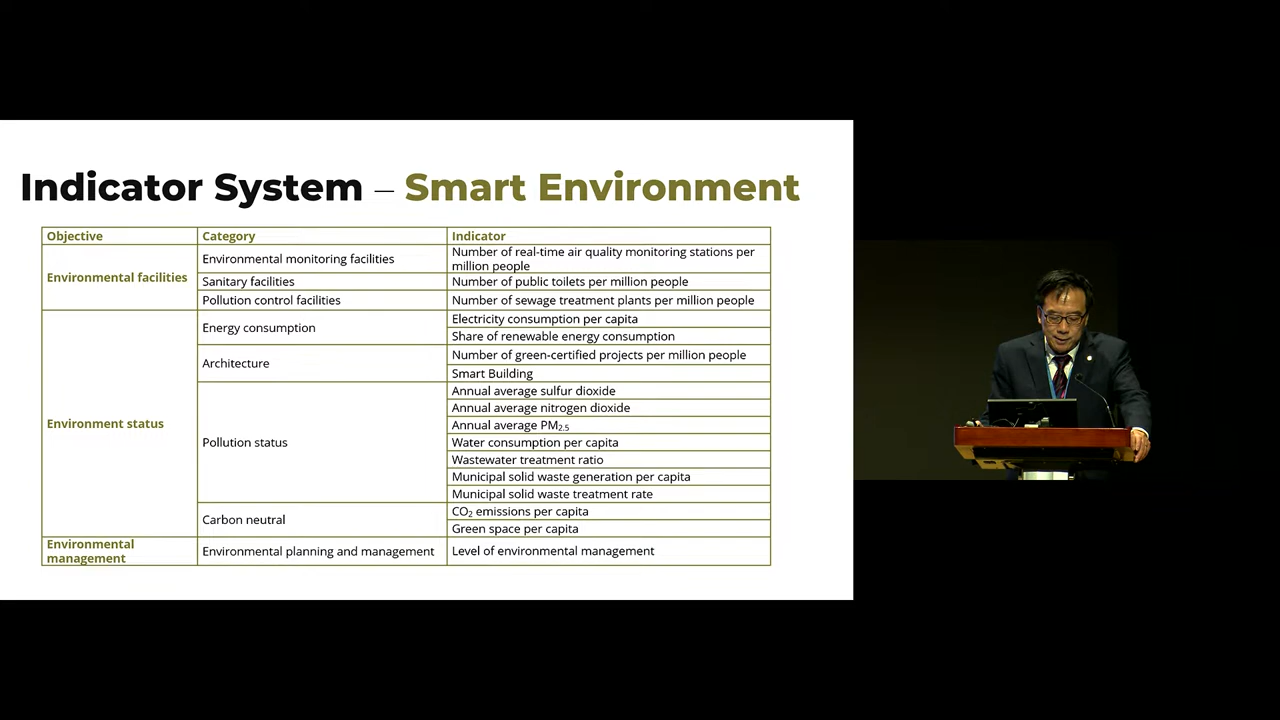 Indicator System – Smart Environment
Objective
Category
Indicator
Environmental facilities
Environmental monitoring facilities
Number of real-time air quality monitoring stations per
million people
Sanitary facilities
Number of public toilets per million people
Pollution control facilities
Number of sewage treatment plants per million people
Environment status
Energy consumption
Electricity consumption per capita
Share of renewable energy consumption
Architecture
Number of green-certified projects per million people
Smart Building
Pollution status
Annual average sulfur dioxide
Annual average nitrogen dioxide
Annual average PM2.5
Water consumption per capita
Wastewater treatment ratio
Municipal solid waste generation per capita
Municipal solid waste treatment rate
Carbon neutral
CO2 emissions per capita
Green space per capita
Environmental
management
Environmental planning and management
Level of environmental management